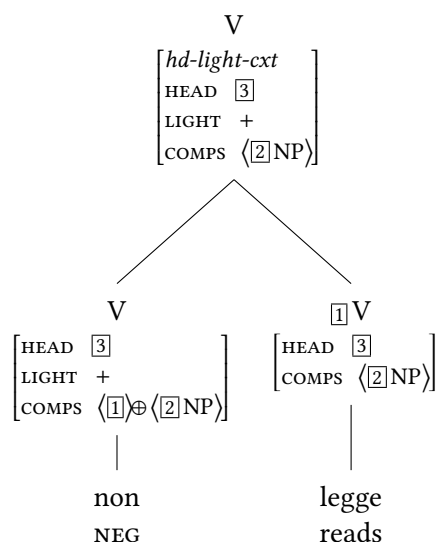 V
hd-light-cxt
HEAD 3
LIGHT +
COMPS ⟨2 NP⟩
V
HEAD 3
LIGHT +
COMPS ⟨1⟩⊕⟨2 NP⟩
1 V
HEAD 3
COMPS ⟨2 NP⟩
non
NEG
legge
reads